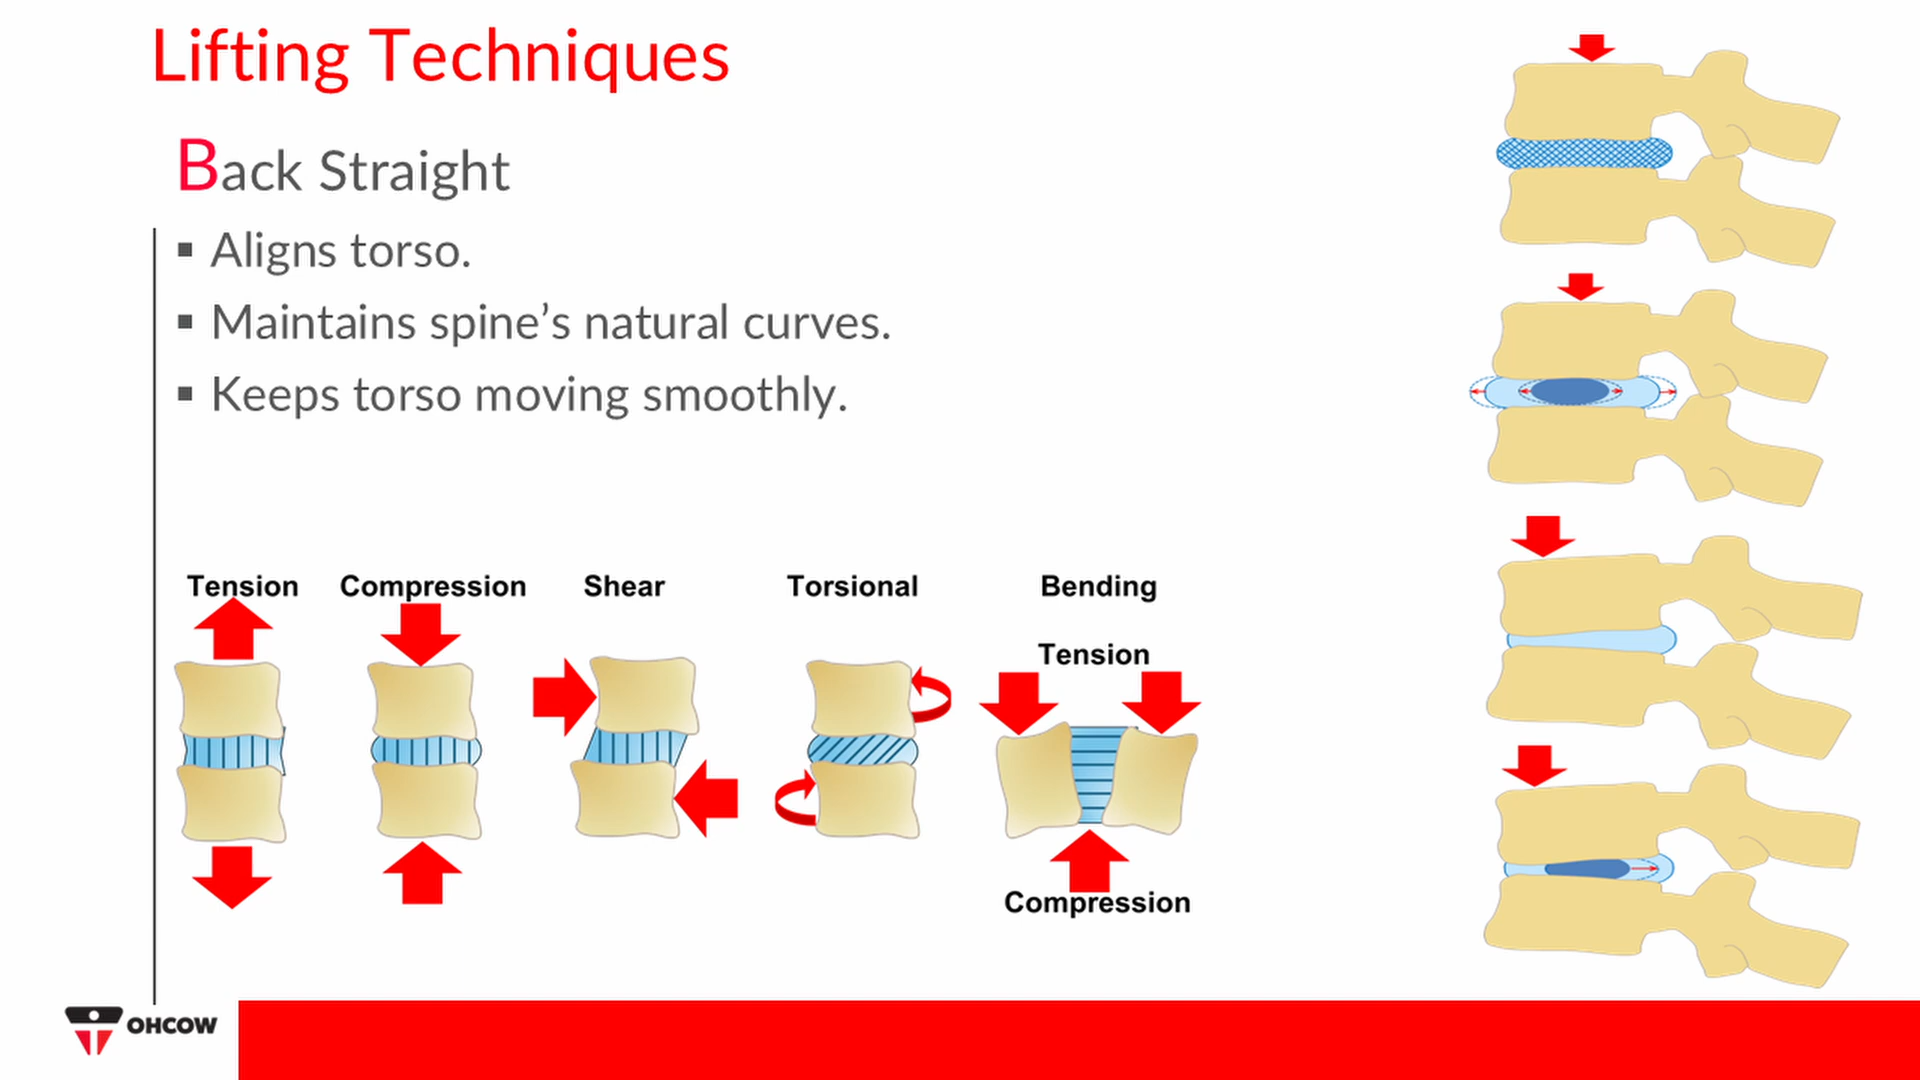 Lifting Techniques
Back Straight
▪ Aligns torso.
▪ Maintains spine’s natural curves.
▪ Keeps torso moving smoothly.
Tension Compression Shear Torsional Bending
Tension
Compression
OHCOW